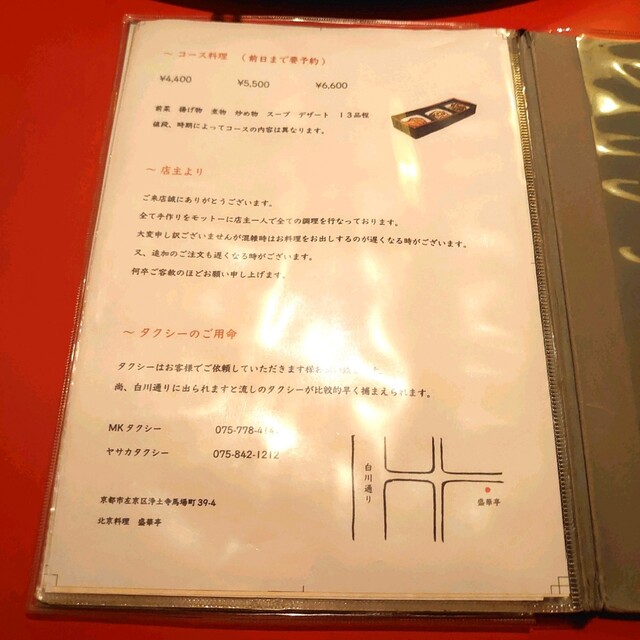 ～ コース料理 （前日まで要予約）
¥4,400 ¥5,500 ¥6,600
前菜 揚げ物 煮物 炒め物 スープ デザート 13品程
値段、時期によってコースの内容は異なります。
～ 店主より
ご来店誠にありがとうございます。
全て手作りをモットーに店主一人で全ての調理を行なっております。
大変申し訳ございませんが混雑時はお料理をお出しするのが遅くなる時がございます。
又、追加のご注文も遅くなる時がございます。
何卒ご容赦のほどお願い申し上げます。
～ タクシーのご用命
タクシーはお客様でご依頼していただきます様お
尚、白川通りに出られますと流しのタクシーが比較的早く捕まえられます。
MKタクシー 075-778-4141
ヤサカタクシー 075-842-1212
京都市左京区浄土寺馬場町39-4
北京料理 盛華亭
白川通り
盛華亭